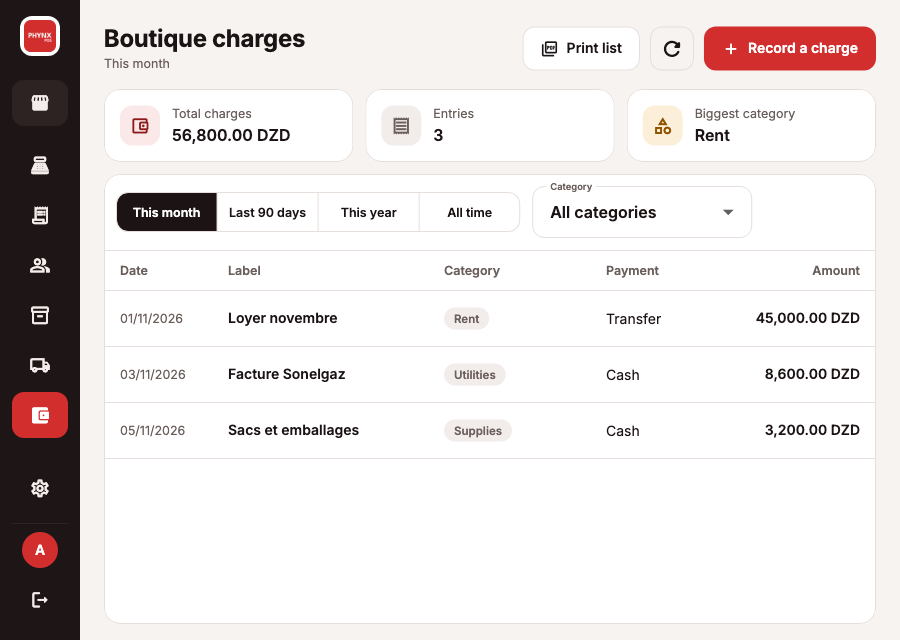 PHYNX
POS
Boutique charges
This month
Print list
Record a charge
Total charges
56,800.00 DZD
Entries
3
Biggest category
Rent
This month
Last 90 days
This year
All time
Category
All categories
Date Label Category Payment Amount
01/11/2026 Loyer novembre Rent Transfer 45,000.00 DZD
03/11/2026 Facture Sonelgaz Utilities Cash 8,600.00 DZD
05/11/2026 Sacs et emballages Supplies Cash 3,200.00 DZD
A